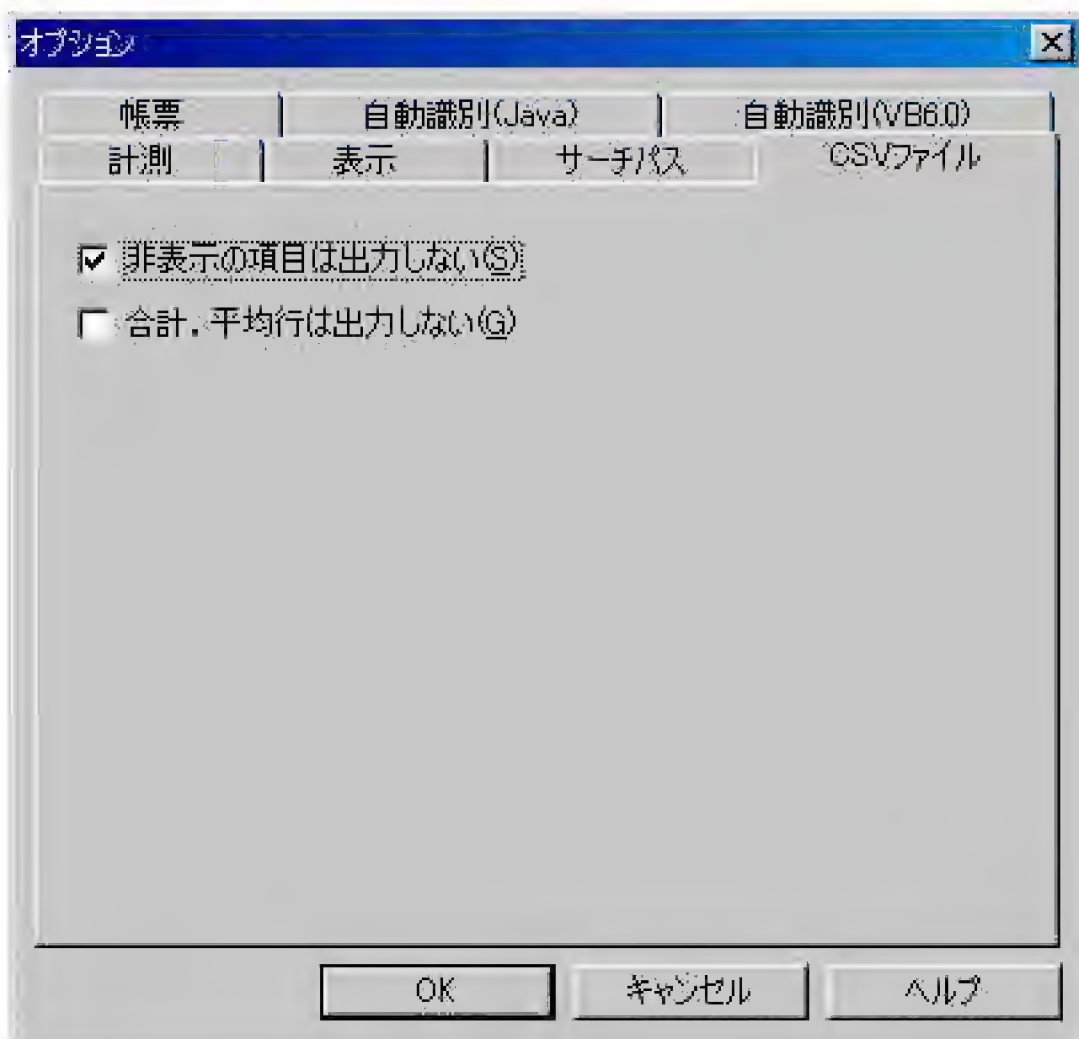 オプション
帳票 自動識別(Java) 自動識別(VB6.0)
計測 表示 サーチパス CSVファイル
非表示の項目は出力しない(S)
合計，平均行は出力しない(G)
OK キャンセル ヘルプ